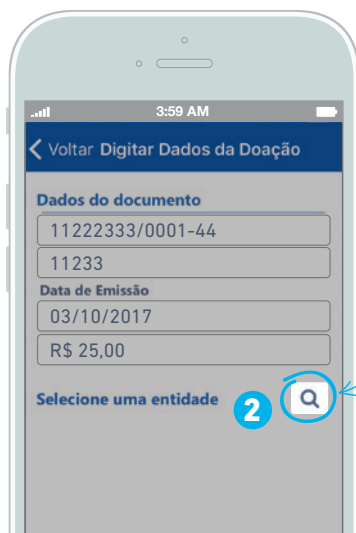 3:59 AM
Voltar Digitar Dados da Doação
Dados do documento
11222333/0001-44
11233
Data de Emissão
03/10/2017
R$ 25,00
Selecione uma entidade 2